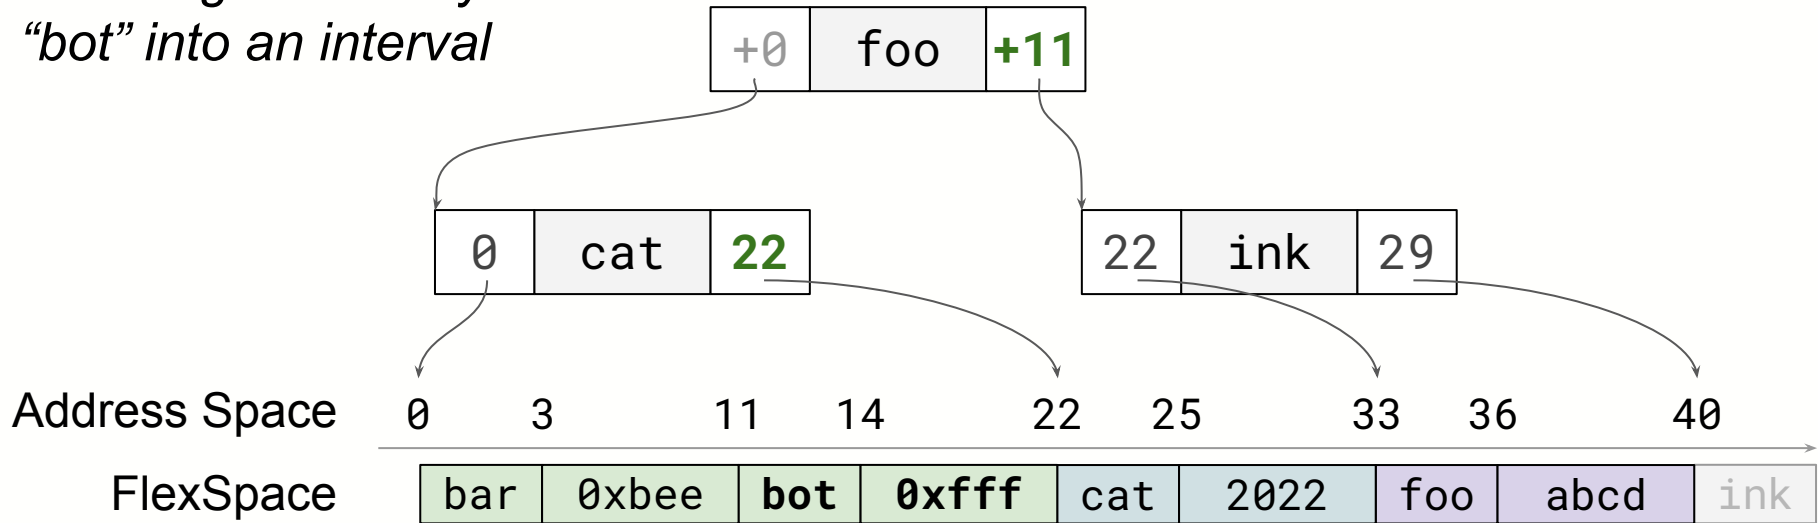 “bot” into an interval
+0 foo +11
0 cat 22
22 ink 29
Address Space 0 3 11 14 22 25 33 36 40
FlexSpace bar 0xbee bot 0xfff cat 2022 foo abcd ink